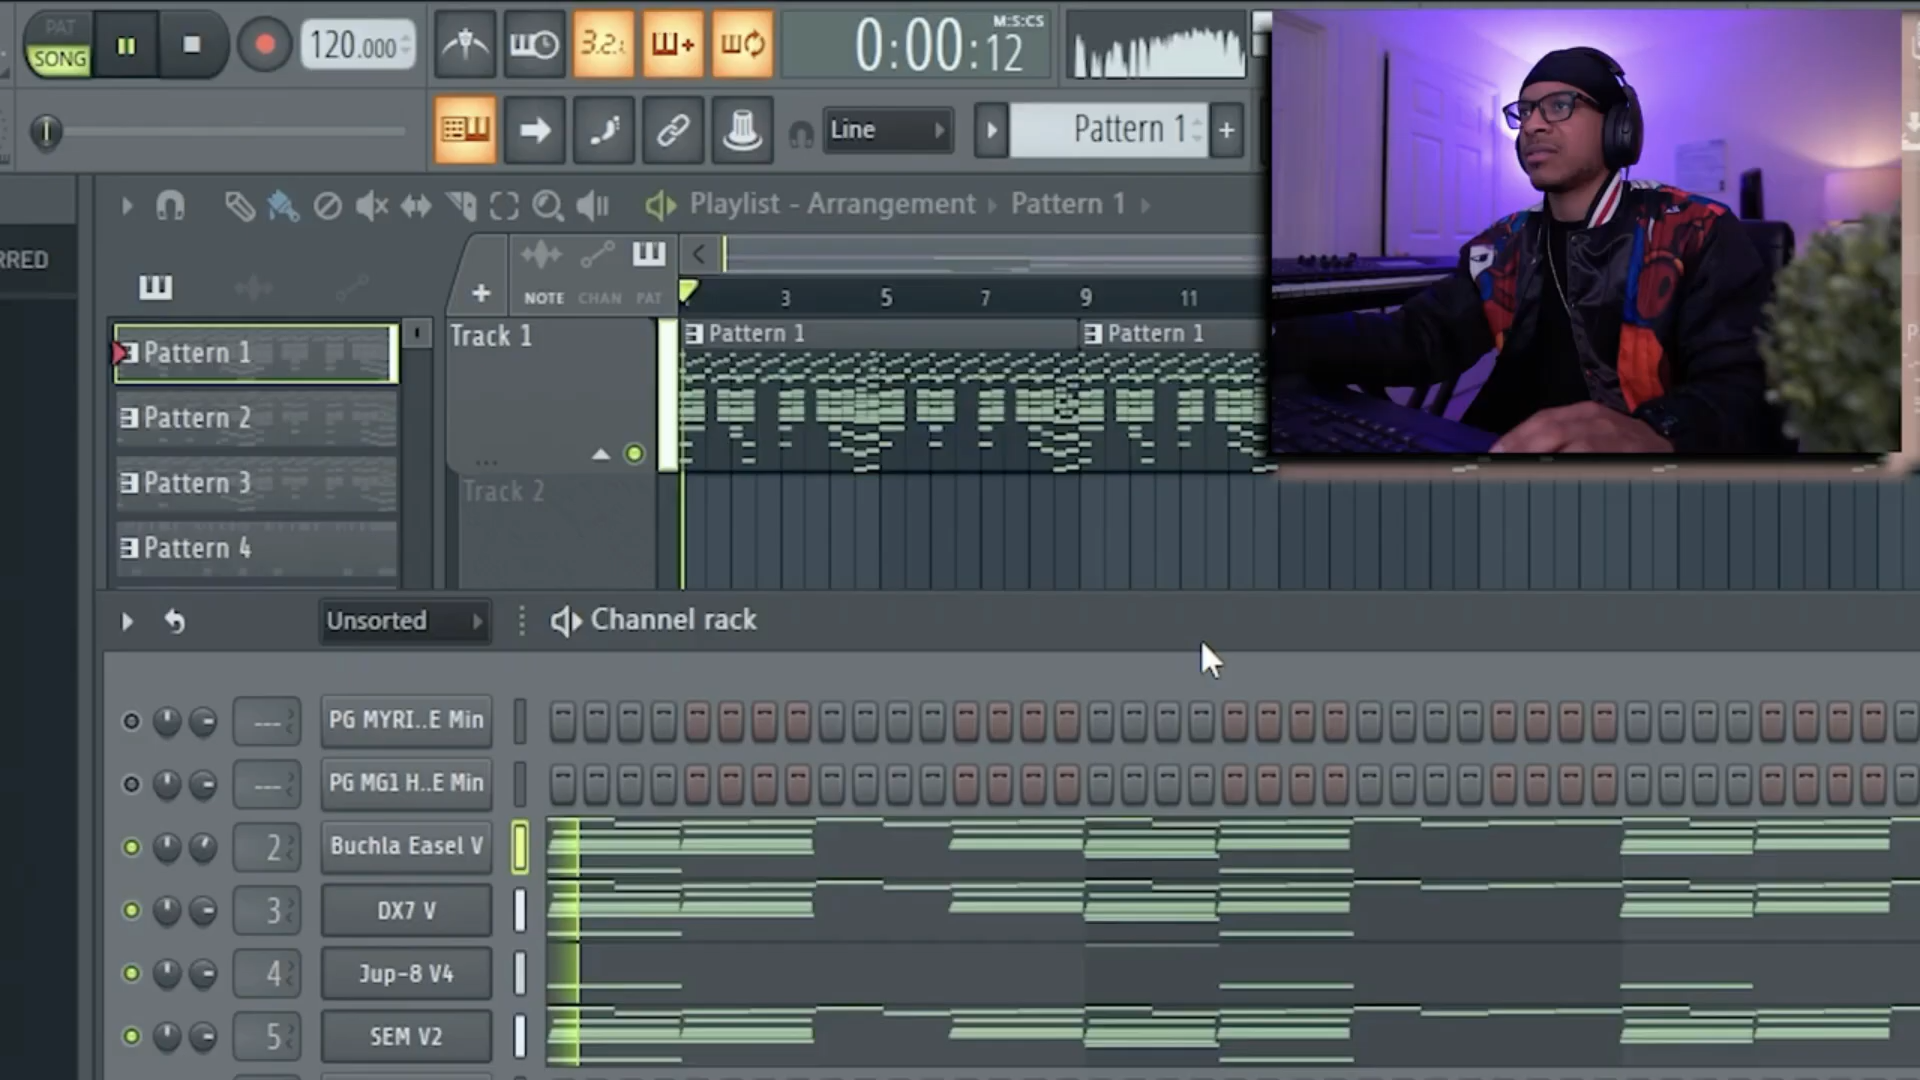 PAT
SONG
120.000
3.2.
0:00:12
M:S:CS
Line
Pattern 1
+
Playlist - Arrangement
Pattern 1
RRED
NOTE
CHAN
PAT
3
5
7
9
11
Pattern 1
Pattern 2
Pattern 3
Pattern 4
Track 1
Pattern 1
Pattern 1
Track 2
Unsorted
Channel rack
---
PG MYRI..E Min
---
PG MG1 H..E Min
2
Buchla Easel V
3
DX7 V
4
Jup-8 V4
5
SEM V2